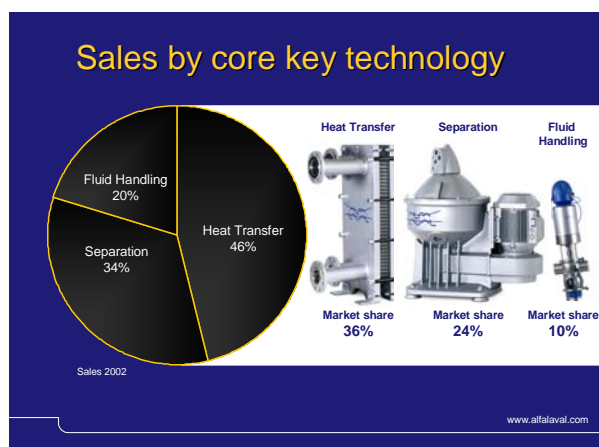 Sales by core key technology
Fluid Handling
20%
Heat Transfer
46%
Separation
34%
Heat Transfer
Separation
Fluid
Handling
Market share
36%
Market share
24%
Market share
10%
Sales 2002
www.alfalaval.com